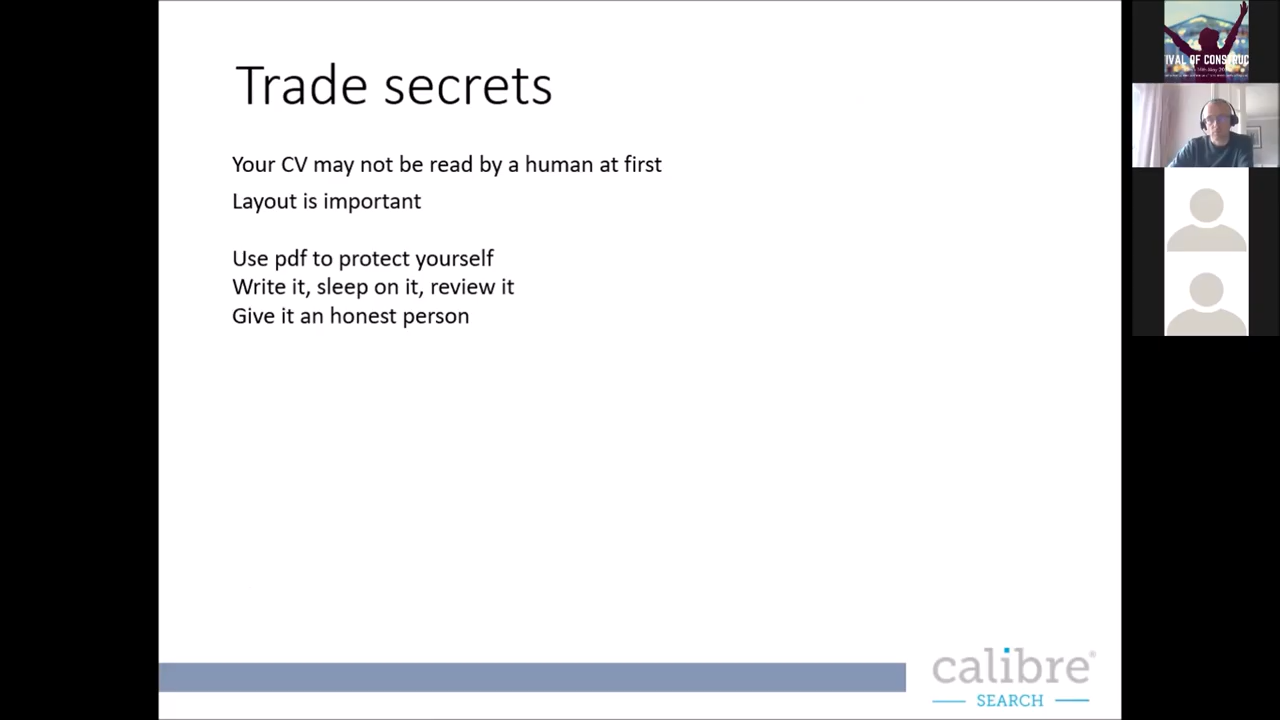 Trade secrets
Your CV may not be read by a human at first
Layout is important
Use pdf to protect yourself
Write it, sleep on it, review it
Give it an honest person
calibre®
SEARCH
IVAL OF CONSTRUC